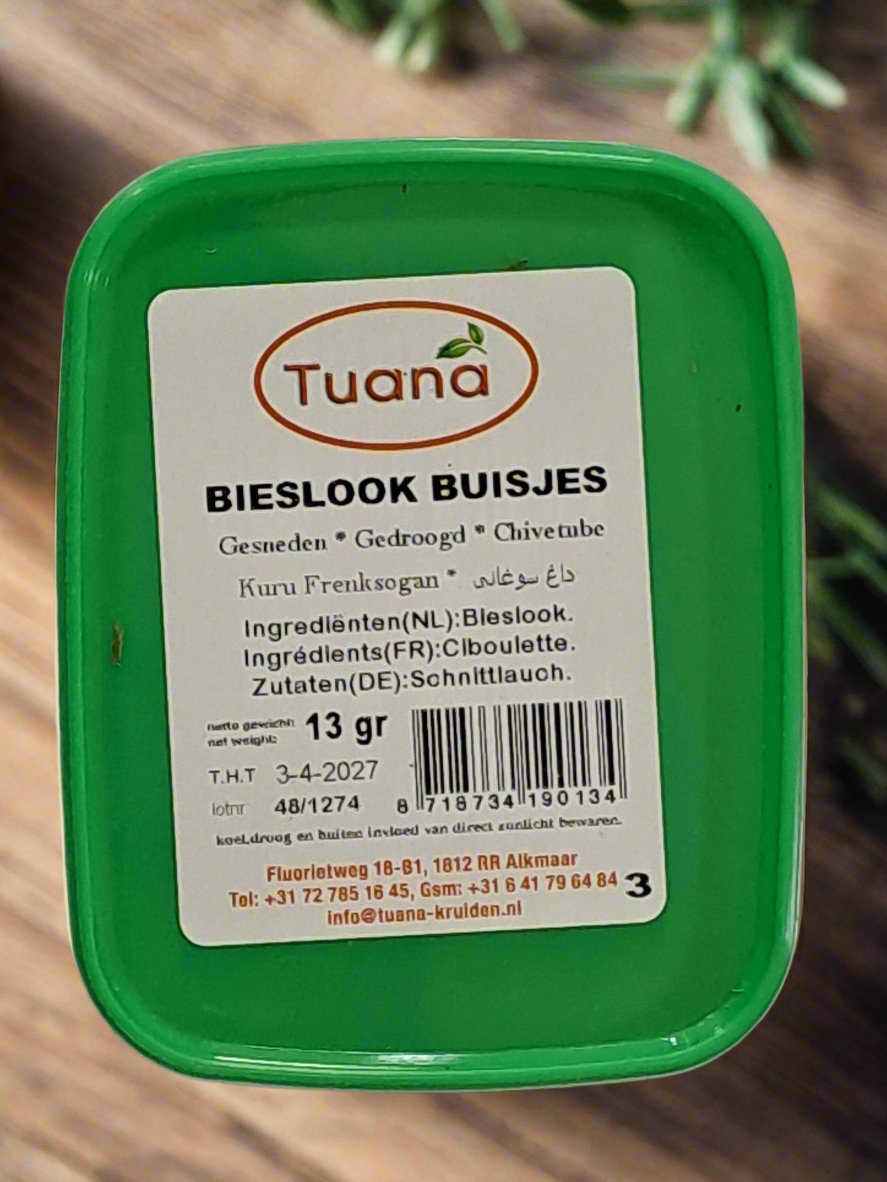 Tuana
BIESLOOK BUISJES
Gesneden * Gedroogd * Chivetube
Kuru Frenksogan * داغ سوغانی
Ingrediënten(NL):Bieslook.
Ingrédients(FR):Ciboulette.
Zutaten(DE):Schnittlauch.
netto gewicht: 13 gr
net weight:
T.H.T 3-4-2027
lotnr 48/1274
8 718734 190134
koel,droog en buiten invloed van direct zunlicht bewaren.
Fluorietweg 18-B1, 1812 RR Alkmaar
Tel: +31 72 785 16 45, Gsm: +31 6 41 79 64 84 3
info@tuana-kruiden.nl